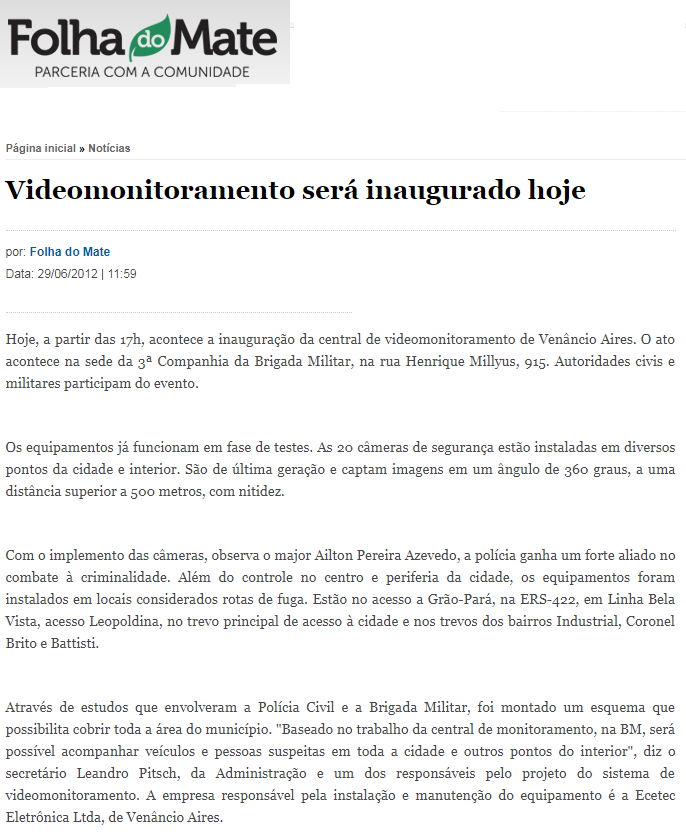 Folha do Mate
PARCERIA COM A COMUNIDADE
Página inicial » Notícias
Videomonitoramento será inaugurado hoje
por: Folha do Mate
Data: 29/06/2012 | 11:59
Hoje, a partir das 17h, acontece a inauguração da central de videomonitoramento de Venâncio Aires. O ato
acontece na sede da 3ª Companhia da Brigada Militar, na rua Henrique Millyus, 915. Autoridades civis e
militares participam do evento.
Os equipamentos já funcionam em fase de testes. As 20 câmeras de segurança estão instaladas em diversos
pontos da cidade e interior. São de última geração e captam imagens em um ângulo de 360 graus, a uma
distância superior a 500 metros, com nitidez.
Com o implemento das câmeras, observa o major Ailton Pereira Azevedo, a polícia ganha um forte aliado no
combate à criminalidade. Além do controle no centro e periferia da cidade, os equipamentos foram
instalados em locais considerados rotas de fuga. Estão no acesso a Grão-Pará, na ERS-422, em Linha Bela
Vista, acesso Leopoldina, no trevo principal de acesso à cidade e nos trevos dos bairros Industrial, Coronel
Brito e Battisti.
Através de estudos que envolveram a Polícia Civil e a Brigada Militar, foi montado um esquema que
possibilita cobrir toda a área do município. "Baseado no trabalho da central de monitoramento, na BM, será
possível acompanhar veículos e pessoas suspeitas em toda a cidade e outros pontos do interior", diz o
secretário Leandro Pitsch, da Administração e um dos responsáveis pelo projeto do sistema de
videomonitoramento. A empresa responsável pela instalação e manutenção do equipamento é a Ecetec
Eletrônica Ltda, de Venâncio Aires.